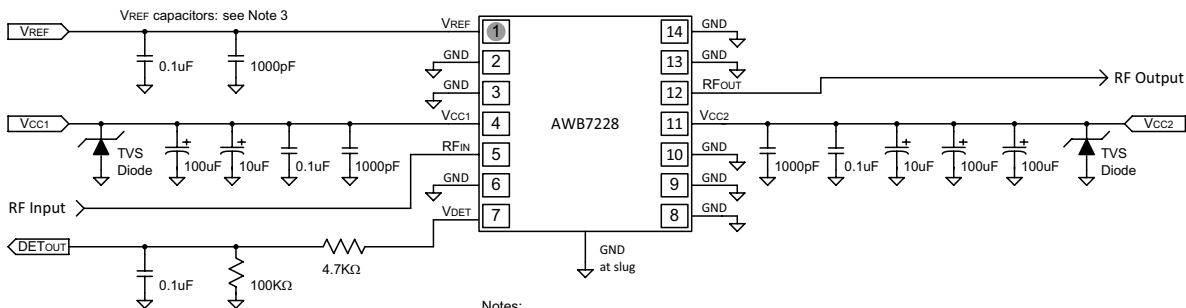 VREF capacitors: see Note 3
VREF
VREF
1
14
GND
0.1uF
1000pF
GND
2
13
GND
GND
3
12
RFOUT
RF Output
VCC1
VCC1
4
AWB7228
11
VCC2
VCC2
TVS
Diode
100uF
10uF
0.1uF
1000pF
RFIN
5
10
GND
1000pF
0.1uF
10uF
100uF
100uF
TVS
Diode
GND
6
9
GND
RF Input
VDET
7
8
GND
DETOUT
4.7KΩ
GND
at slug
0.1uF
100KΩ
Notes: